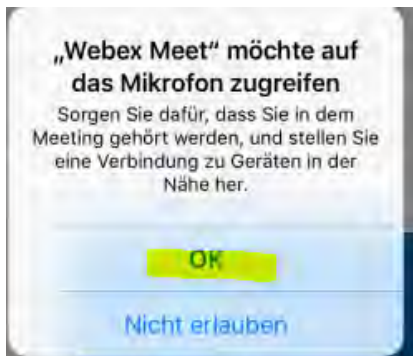 „Webex Meet“ möchte auf
das Mikrofon zugreifen
Sorgen Sie dafür, dass Sie in dem
Meeting gehört werden, und stellen Sie
eine Verbindung zu Geräten in der
Nähe her.
OK
Nicht erlauben